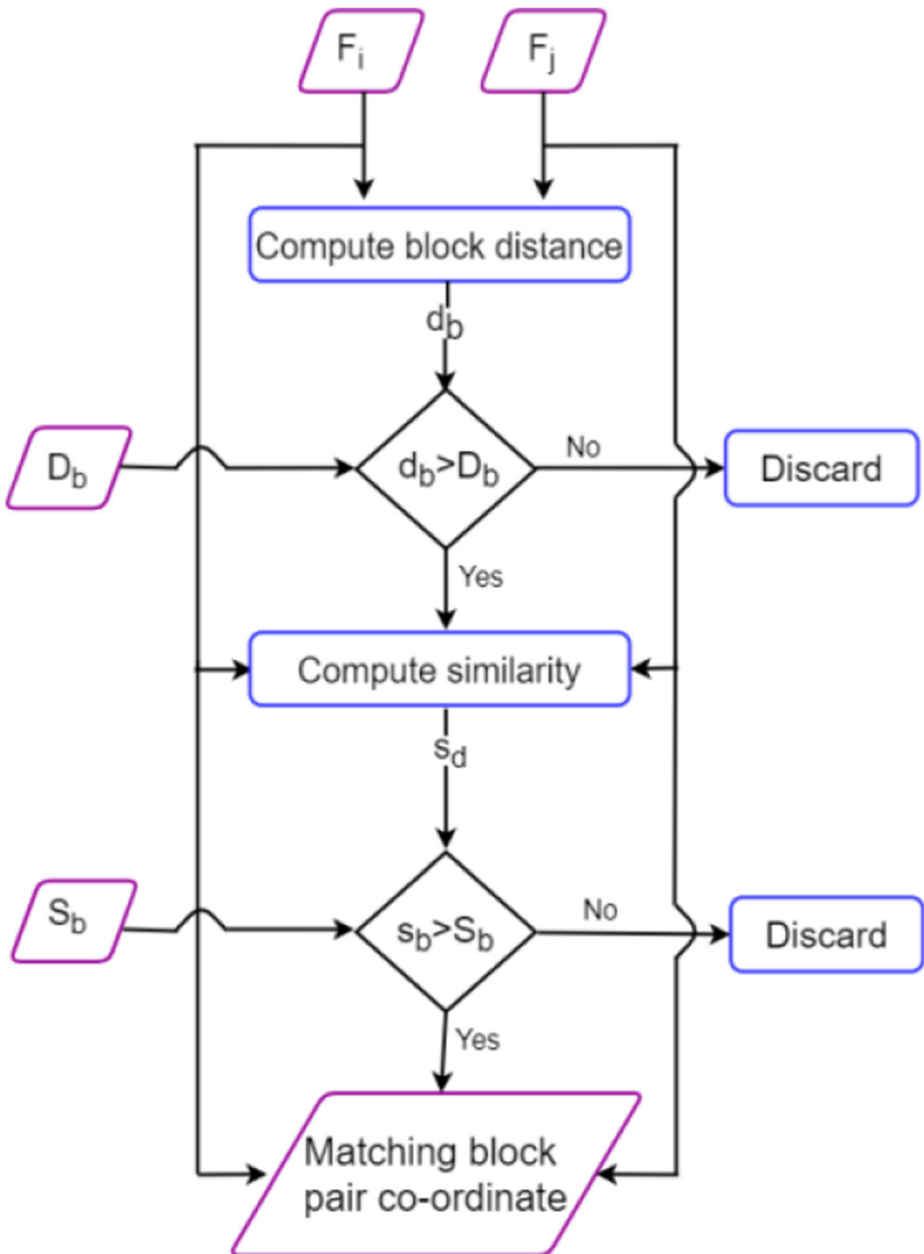 Fi
Fj
Compute block distance
db
Db
db>Db
No
Discard
Yes
Compute similarity
sd
Sb
sb>Sb
No
Discard
Yes
Matching block
pair co-ordinate